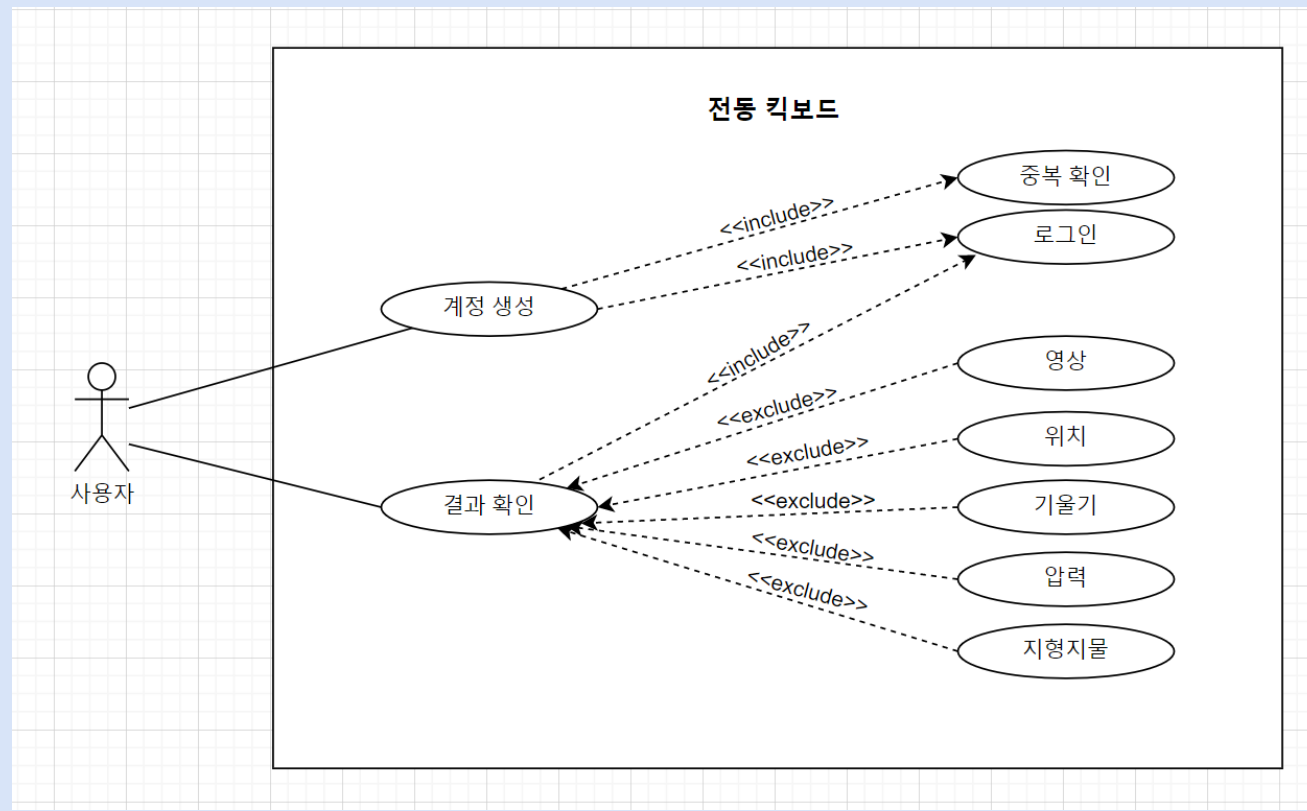 전동 킥보드
중복 확인
<<include>>
로그인
<<include>>
계정 생성
<<include>>
영상
<<exclude>>
위치
<<exclude>>
사용자
결과 확인
<<exclude>>
기울기
<<exclude>>
압력
<<exclude>>
지형지물